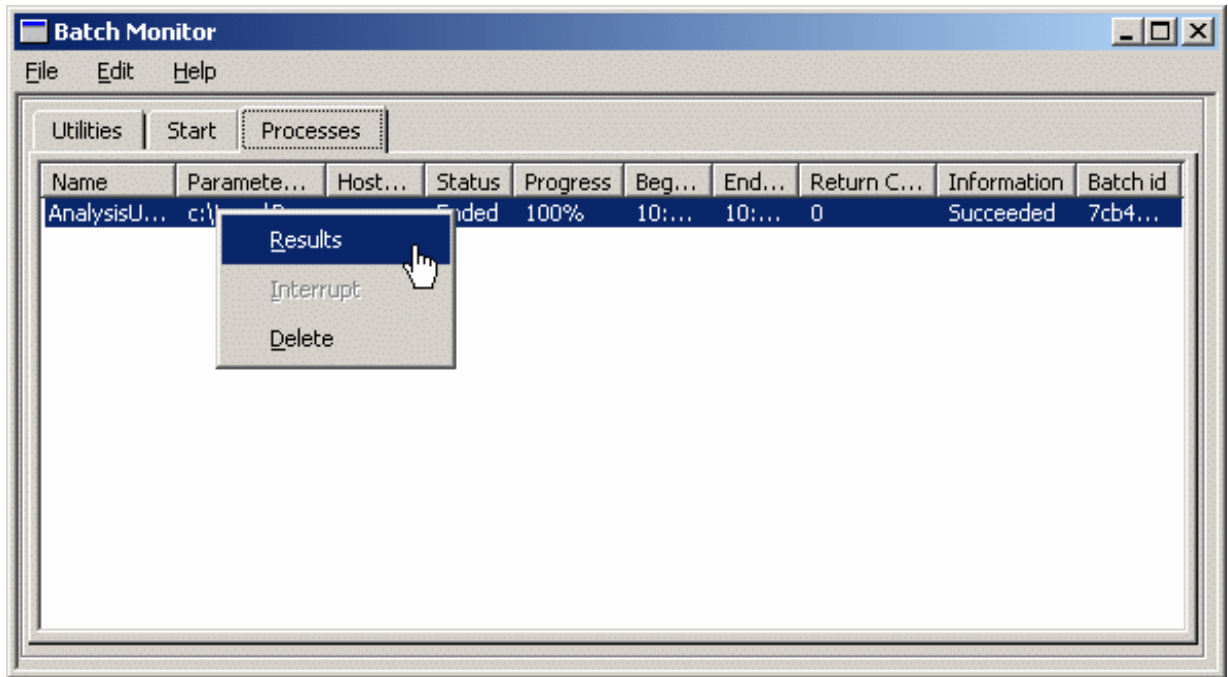 Batch Monitor
File Edit Help
Utilities Start Processes
Name Paramete... Host... Status Progress Beg... End... Return C... Information Batch id
AnalysisU... c:\ 100% 10:... 10:... 0 Succeeded 7cb4...
Results
Interrupt
Delete